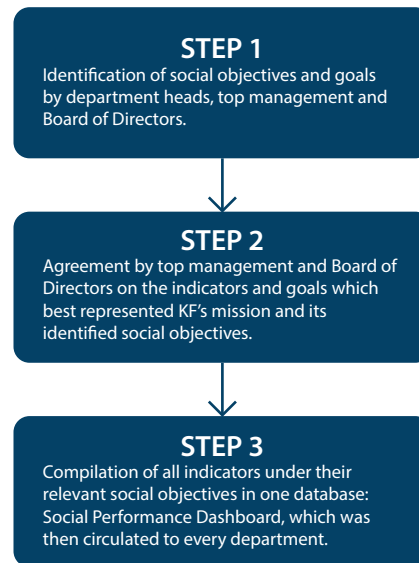 STEP 1
Identification of social objectives and goals
by department heads, top management and
Board of Directors.
STEP 2
Agreement by top management and Board of
Directors on the indicators and goals which
best represented KF’s mission and its
identified social objectives.
STEP 3
Compilation of all indicators under their
relevant social objectives in one database:
Social Performance Dashboard, which was
then circulated to every department.